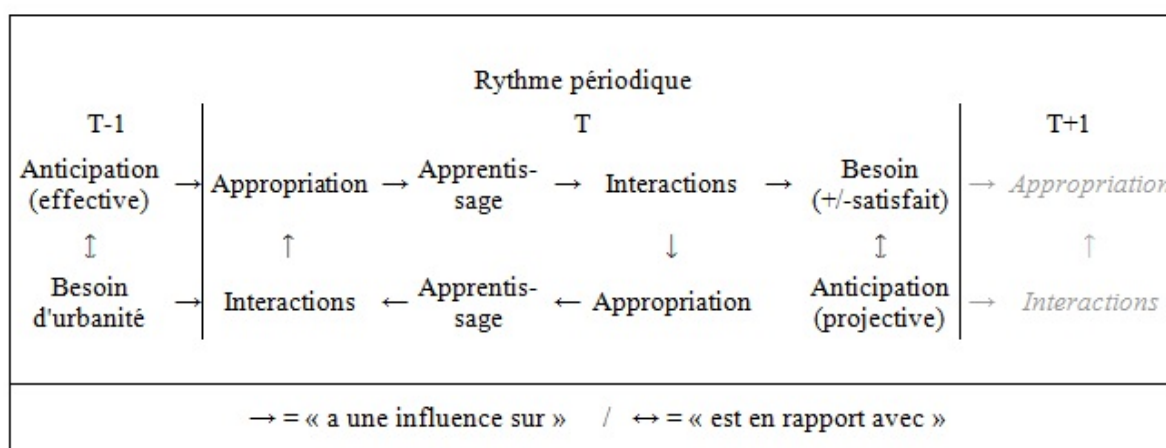 Rythme périodique
T-1 T T+1
Anticipation (effective) → Appropriation → Apprentis-sage → Interactions → Besoin (+/-satisfait) → Appropriation
↕ ↑ ↓ ↕ ↑
Besoin d'urbanité → Interactions ← Apprentis-sage ← Appropriation Anticipation (projective) → Interactions
→ = « a une influence sur » / ↔ = « est en rapport avec »